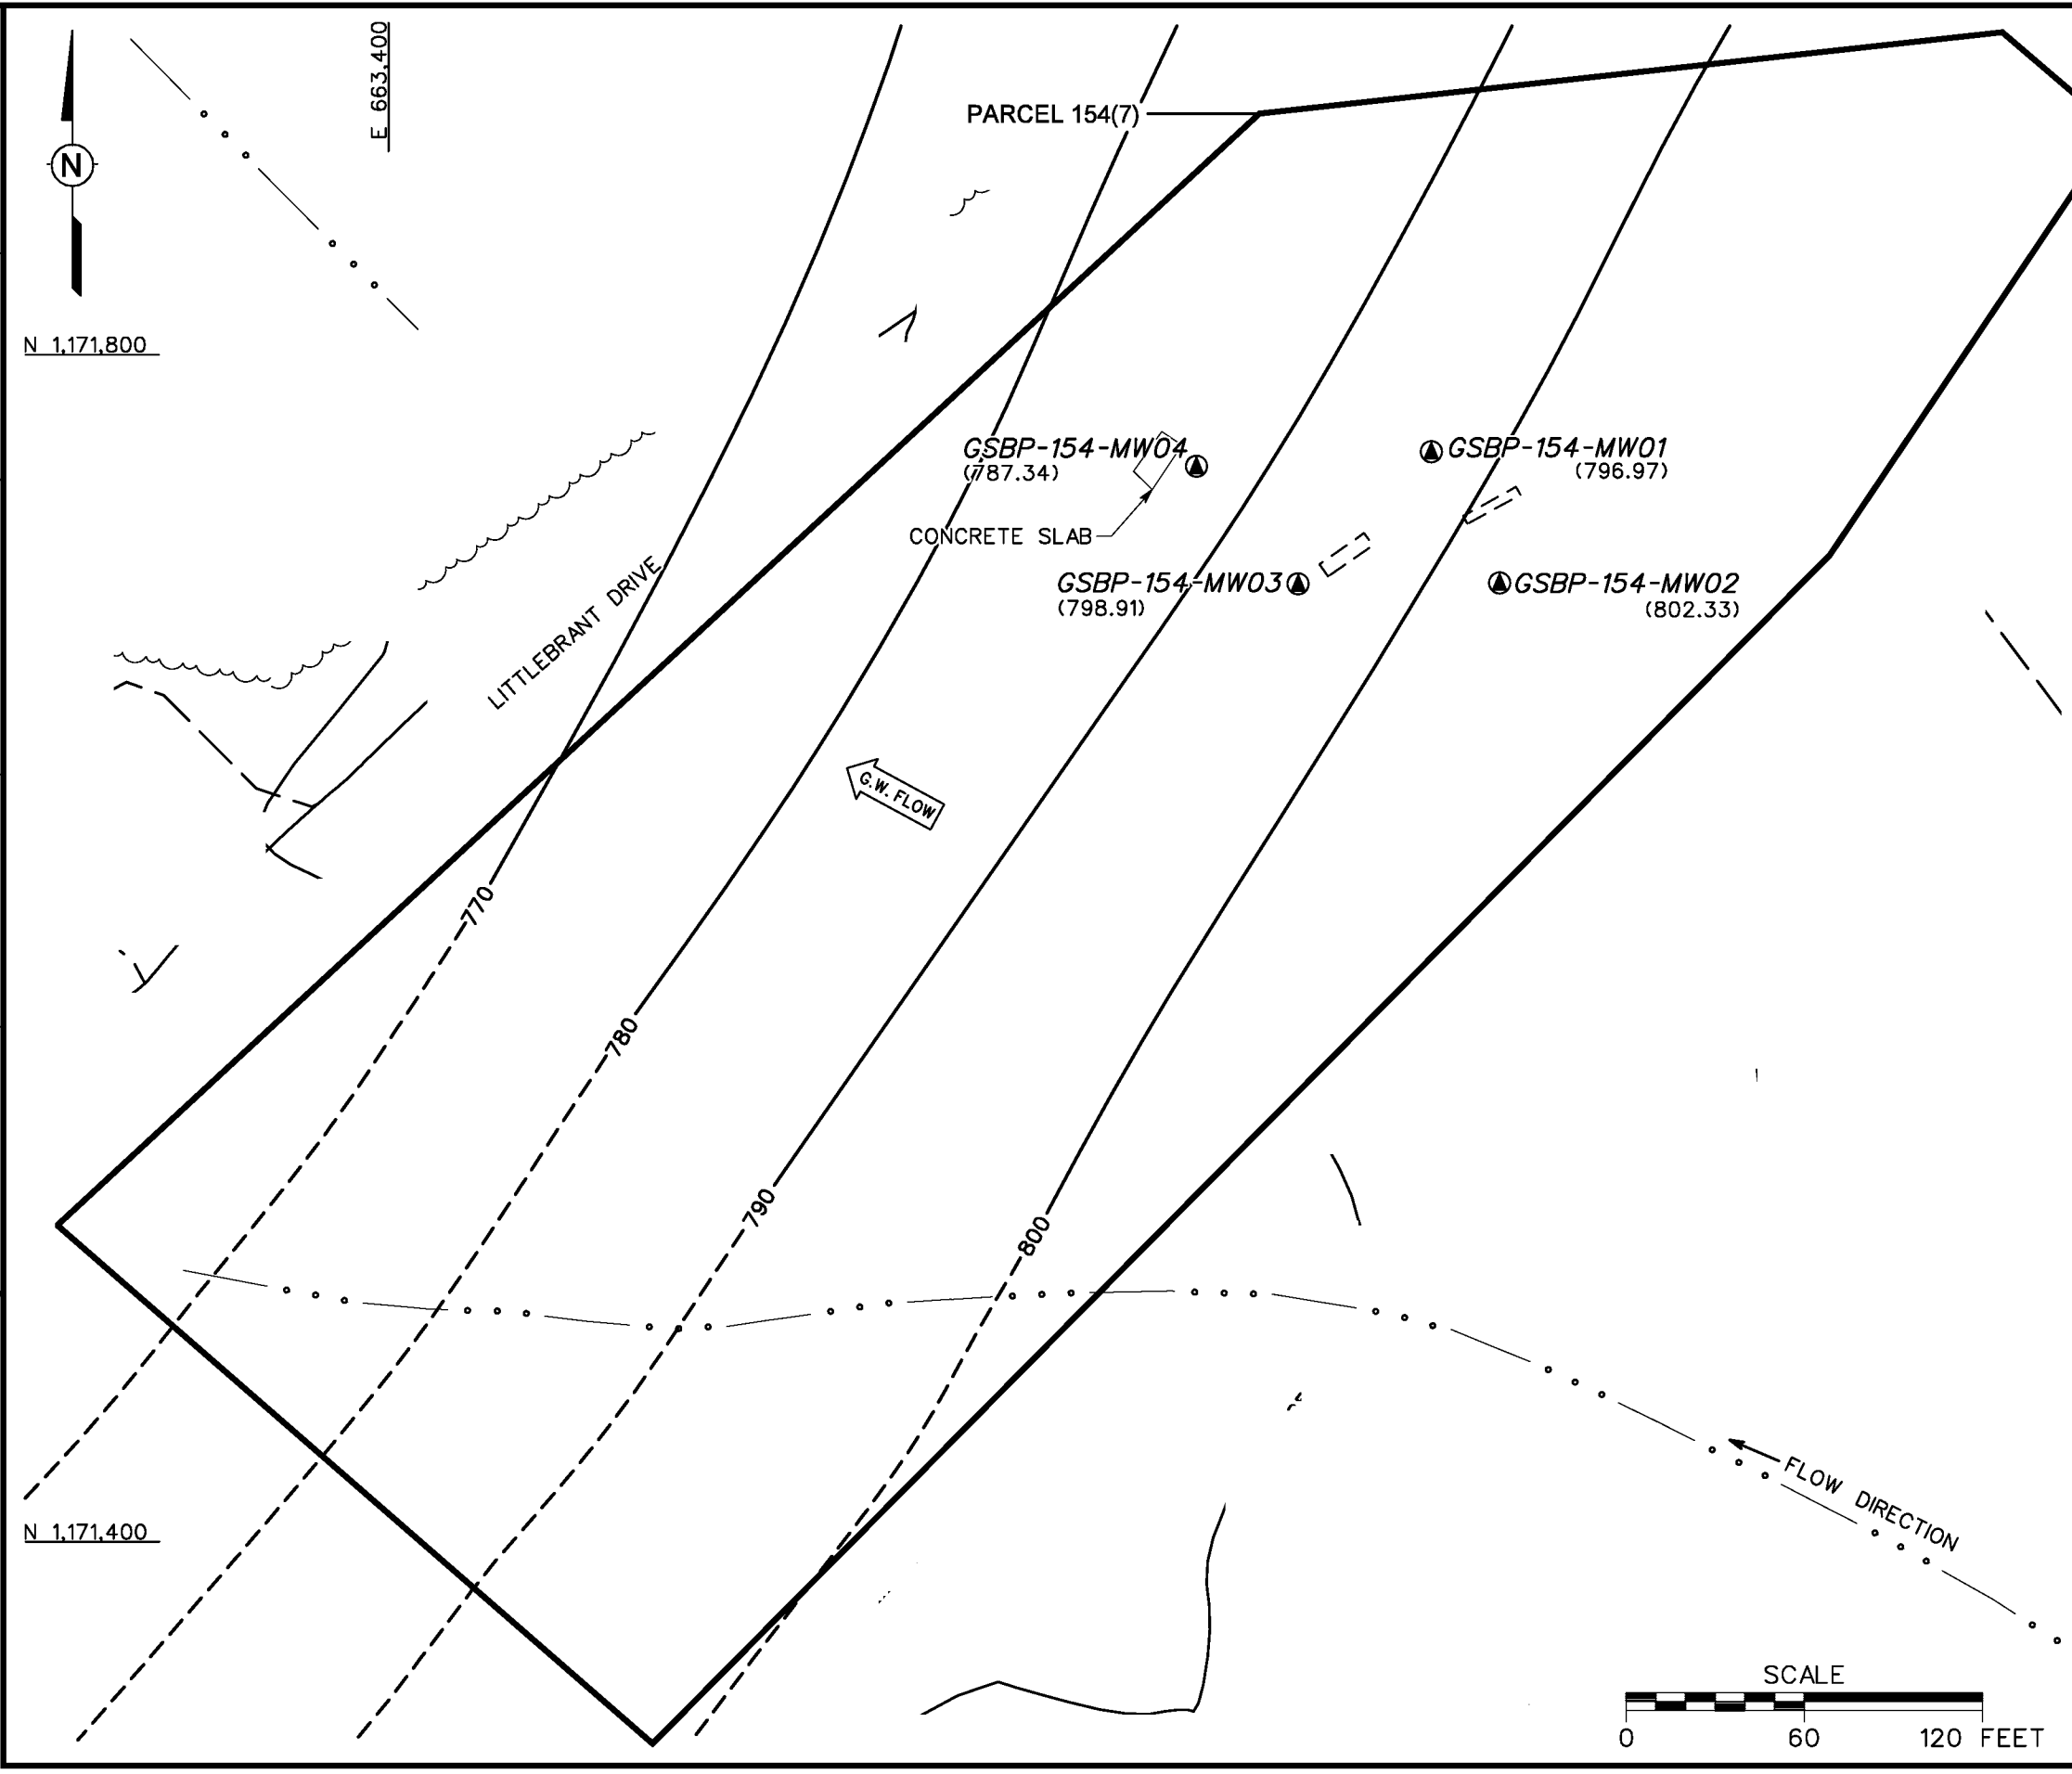 E 663,400
PARCEL 154(7)
N
N 1,171,800
GSBP-154-MW04
(787.34)
GSBP-154-MW01
(796.97)
CONCRETE SLAB
GSBP-154-MW03
(798.91)
GSBP-154-MW02
(802.33)
LITTLEBRANT DRIVE
G.W. FLOW
770
780
790
800
FLOW DIRECTION
N 1,171,400
SCALE
0 60 120 FEET